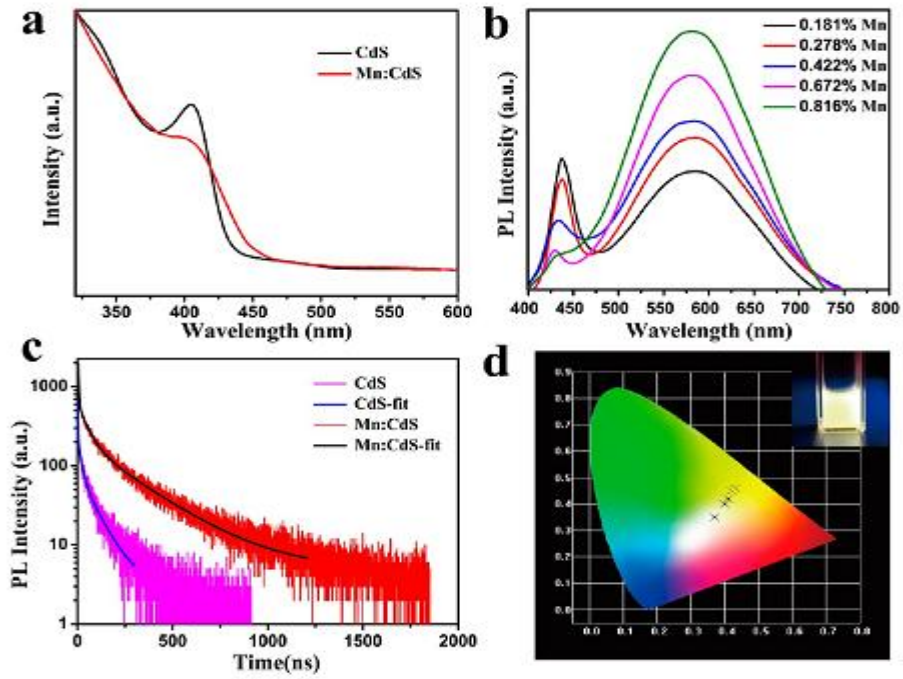 a
CdS
Mn:CdS
Intensity (a.u.)
350 400 450 500 550 600
Wavelength (nm)
b
0.181% Mn
0.278% Mn
0.422% Mn
0.672% Mn
0.816% Mn
PL Intensity (a.u.)
400 450 500 550 600 650 700 750 800
Wavelength (nm)
c
CdS
CdS-fit
Mn:CdS
Mn:CdS-fit
PL Intensity (a.u.)
1000
100
10
1
0 500 1000 1500 2000
Time(ns)
d
0.9
0.8
0.7
0.6
0.5
0.4
0.3
0.2
0.1
0.0
0.0 0.1 0.2 0.3 0.4 0.5 0.6 0.7 0.8